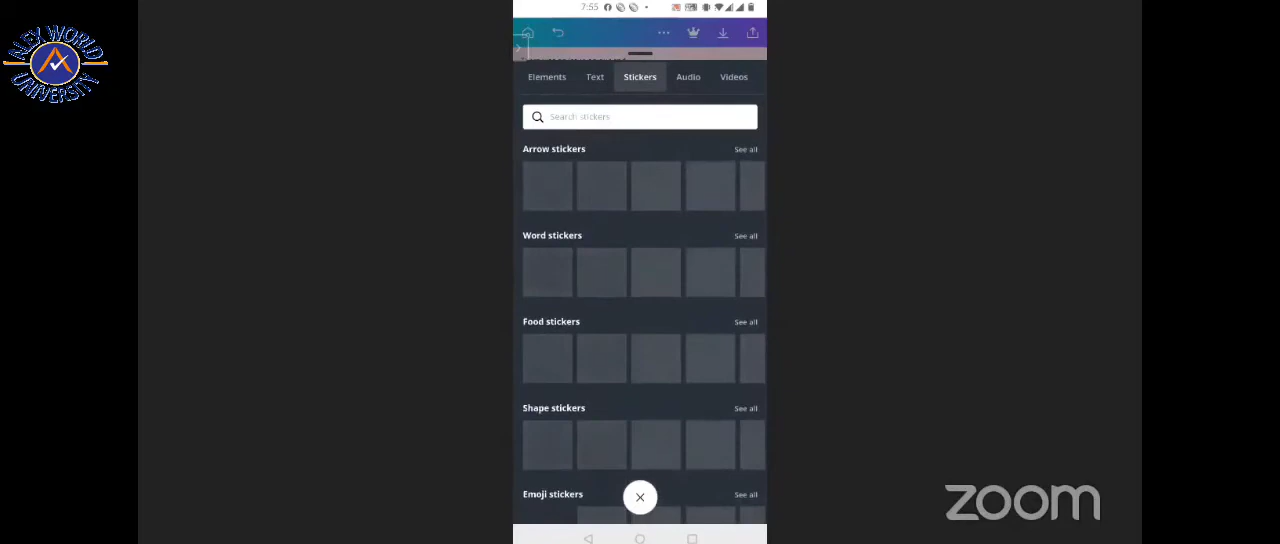 ALEX WORLD
UNIVERSITY
7:55
Elements Text Stickers Audio Videos
Search stickers
Arrow stickers See all
Word stickers See all
Food stickers See all
Shape stickers See all
Emoji stickers See all
zoom